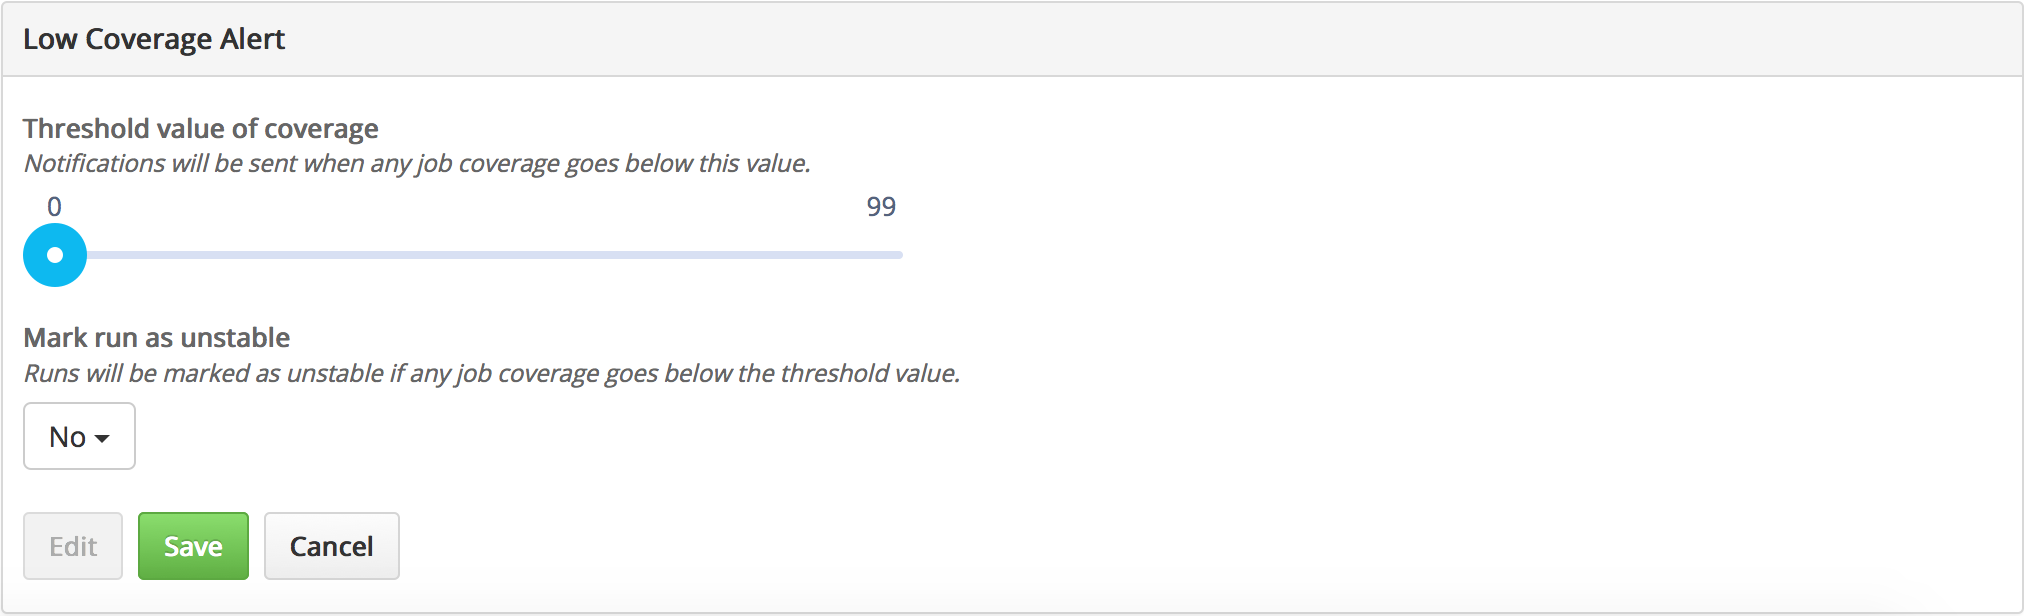 Low Coverage Alert
Threshold value of coverage
Notifications will be sent when any job coverage goes below this value.
0 99
Mark run as unstable
Runs will be marked as unstable if any job coverage goes below the threshold value.
No
Edit Save Cancel